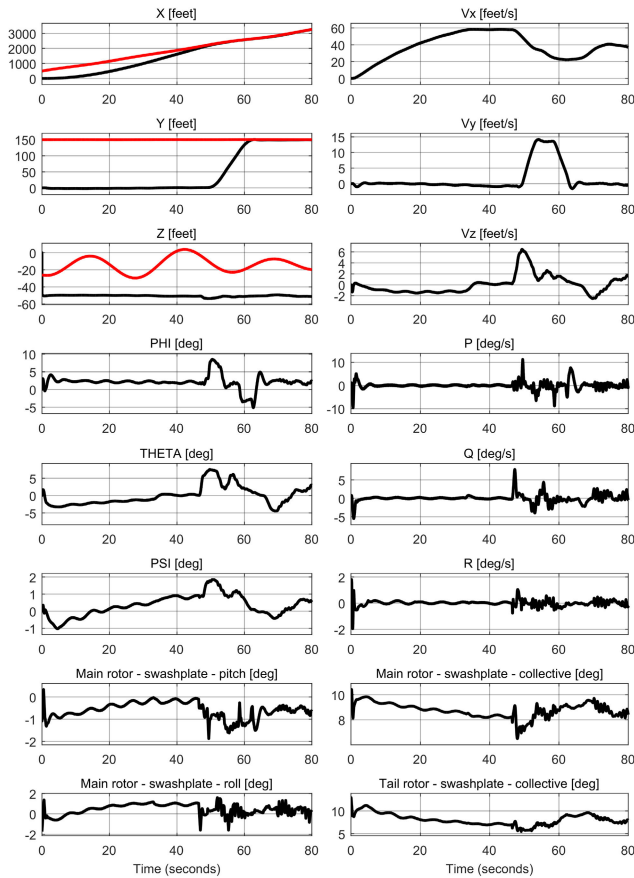 X [feet]
3000
2000
1000
0
0 20 40 60 80
Vx [feet/s]
60
40
20
0
0 20 40 60 80
Y [feet]
150
100
50
0
0 20 40 60 80
Vy [feet/s]
15
10
5
0
0 20 40 60 80
Z [feet]
0
-20
-40
-60
0 20 40 60 80
Vz [feet/s]
6
4
2
0
-2
0 20 40 60 80
PHI [deg]
10
5
0
-5
0 20 40 60 80
P [deg/s]
10
0
-10
0 20 40 60 80
THETA [deg]
5
0
-5
0 20 40 60 80
Q [deg/s]
5
0
-5
0 20 40 60 80
PSI [deg]
2
1
0
-1
0 20 40 60 80
R [deg/s]
2
0
-2
0 20 40 60 80
Main rotor - swashplate - pitch [deg]
0
-1
-2
0 20 40 60 80
Main rotor - swashplate - collective [deg]
10
8
0 20 40 60 80
Main rotor - swashplate - roll [deg]
2
0
-2
0 20 40 60 80
Time (seconds)
Tail rotor - swashplate - collective [deg]
10
5
0 20 40 60 80
Time (seconds)